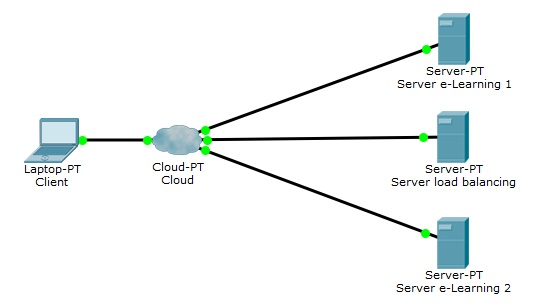 Server-PT
Server e-Learning 1
Laptop-PT
Client
Cloud-PT
Cloud
Server-PT
Server load balancing
Server-PT
Server e-Learning 2